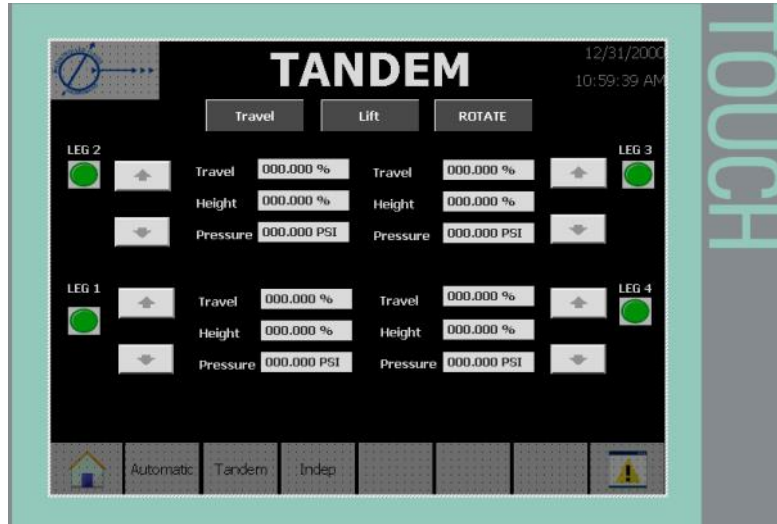 TANDEM
12/31/2000
10:59:39 AM
Travel Lift ROTATE
LEG 2
LEG 3
Travel 000.000 % Travel 000.000 %
Height 000.000 % Height 000.000 %
Pressure 000.000 PSI Pressure 000.000 PSI
LEG 1
LEG 4
Travel 000.000 % Travel 000.000 %
Height 000.000 % Height 000.000 %
Pressure 000.000 PSI Pressure 000.000 PSI
Automatic Tandem Indep
TOUCH